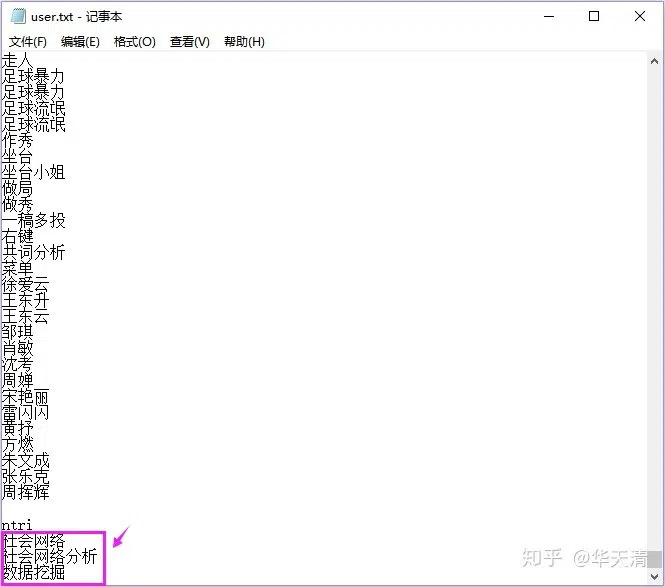 user.txt - 记事本
文件(F) 编辑(E) 格式(O) 查看(V) 帮助(H)
走人
足球暴力
足球暴力
足球流氓
足球流氓
作秀
坐台
坐台小姐
做局
做秀
一稿多投
右键
共词分析
菜单
徐爱云
王东升
王东云
邹琪
肖敏
沈考
周婵
宋艳丽
雷闪闪
黄抒
方燃
朱文成
张乐克
周挥辉
ntri
社会网络
社会网络分析
数据挖掘
知乎 @华天清